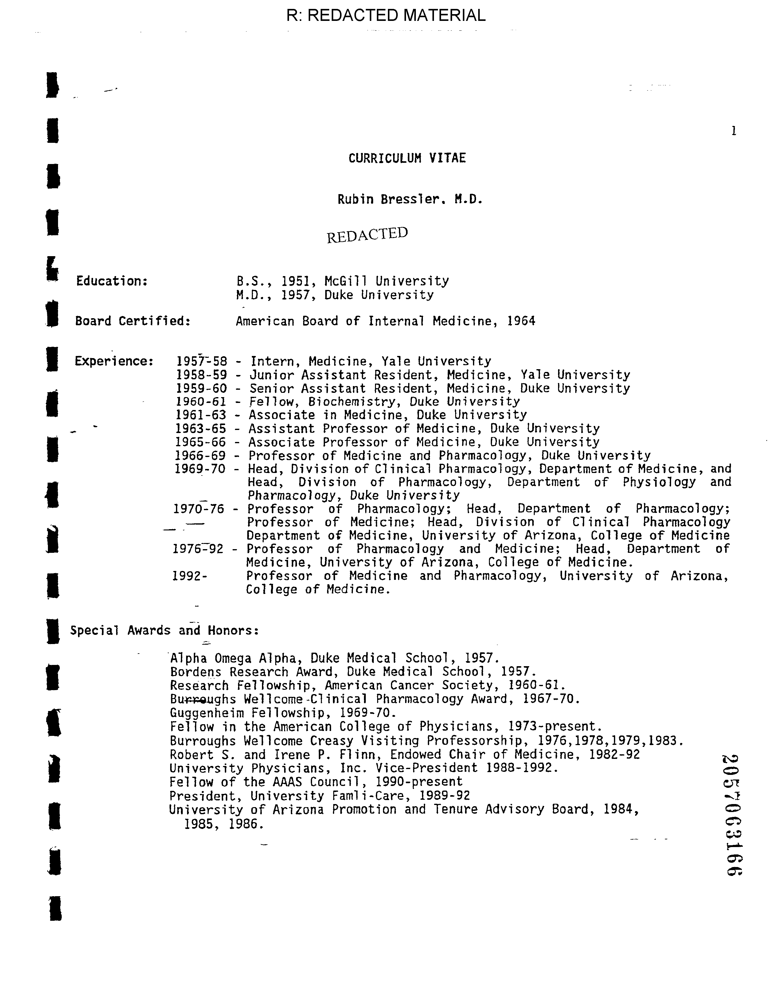 R: REDACTED MATERIAL
1
CURRICULUM VITAE
Rubin Bressler, M.D.
REDACTED
Education: B.S., 1951, McGill University
M.D., 1957, Duke University
Board Certified: American Board of Internal Medicine, 1964
Experience: 1957-58 - Intern, Medicine, Yale University
1958-59 - Junior Assistant Resident, Medicine, Yale University
1959-60 - Senior Assistant Resident, Medicine, Duke University
1960-61 - Fellow, Biochemistry, Duke University
1961-63 - Associate in Medicine, Duke University
1963-65 - Assistant Professor of Medicine, Duke University
1965-66 - Associate Professor of Medicine, Duke University
1966-69 - Professor of Medicine and Pharmacology, Duke University
1969-70 - Head, Division of Clinical Pharmacology, Department of Medicine, and
Head, Division of Pharmacology, Department of Physiology and
Pharmacology, Duke University
1970-76 - Professor of Pharmacology; Head, Department of Pharmacology;
Professor of Medicine; Head, Division of Clinical Pharmacology
Department of Medicine, University of Arizona, College of Medicine
1976-92 - Professor of Pharmacology and Medicine; Head, Department of
Medicine, University of Arizona, College of Medicine.
1992- Professor of Medicine and Pharmacology, University of Arizona,
College of Medicine.
Special Awards and Honors:
Alpha Omega Alpha, Duke Medical School, 1957.
Bordens Research Award, Duke Medical School, 1957.
Research Fellowship, American Cancer Society, 1960-61.
Burroughs Wellcome Clinical Pharmacology Award, 1967-70.
Guggenheim Fellowship, 1969-70.
Fellow in the American College of Physicians, 1973-present.
Burroughs Wellcome Creasy Visiting Professorship, 1976,1978,1979,1983.
Robert S. and Irene P. Flinn, Endowed Chair of Medicine, 1982-92
University Physicians, Inc. Vice-President 1988-1992.
Fellow of the AAAS Council, 1990-present
President, University Famli-Care, 1989-92
University of Arizona Promotion and Tenure Advisory Board, 1984,
1985, 1986.
2057063166